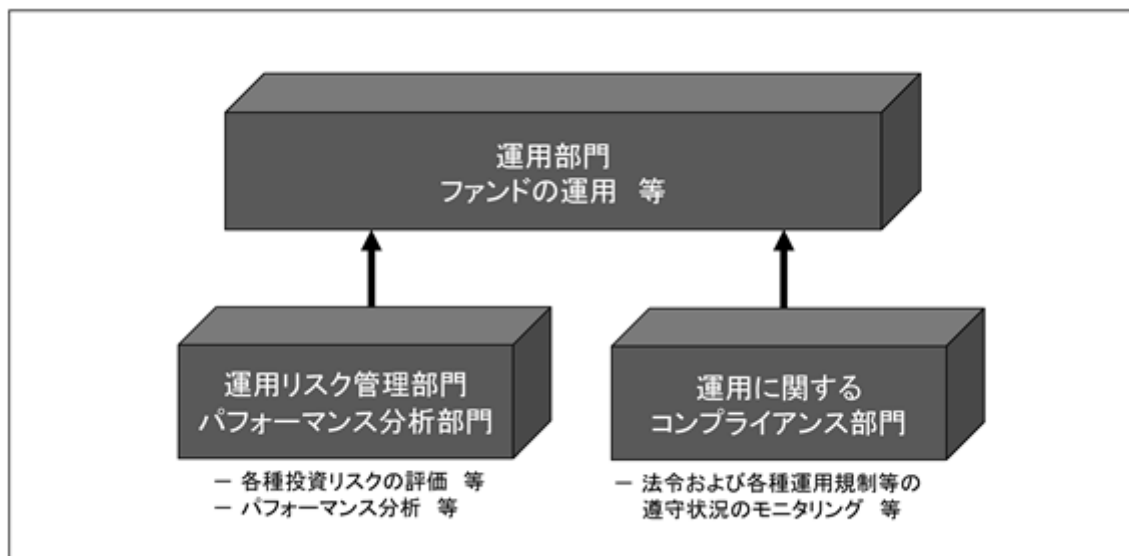 運用部門
ファンドの運用 等
運用リスク管理部門
パフォーマンス分析部門
－ 各種投資リスクの評価 等
－ パフォーマンス分析 等
運用に関する
コンプライアンス部門
－ 法令および各種運用規制等の
遵守状況のモニタリング 等